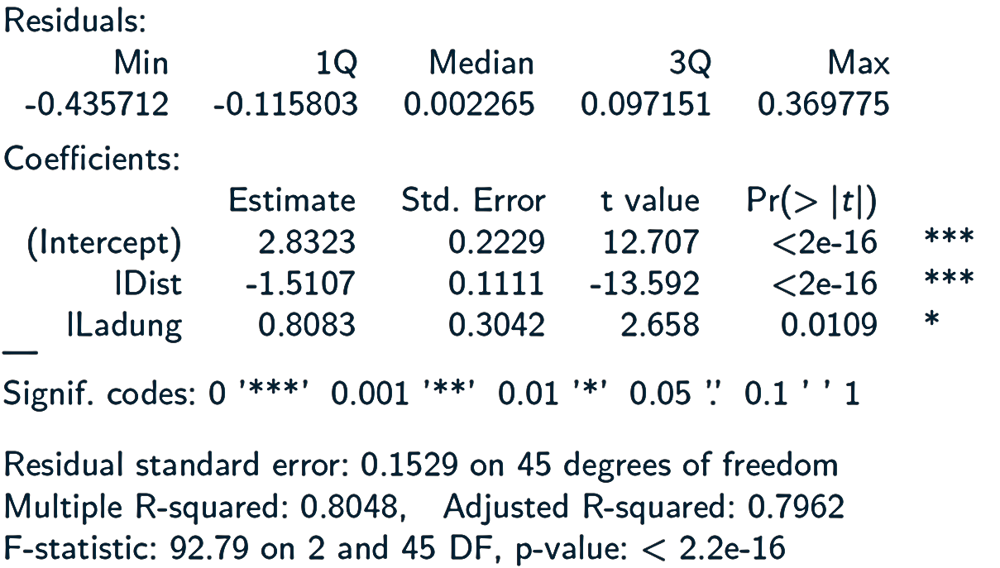 Residuals:
Min 1Q Median 3Q Max
-0.435712 -0.115803 0.002265 0.097151 0.369775
Coefficients:
Estimate Std. Error t value Pr(> |t|)
(Intercept) 2.8323 0.2229 12.707 <2e-16 ***
lDist -1.5107 0.1111 -13.592 <2e-16 ***
lLadung 0.8083 0.3042 2.658 0.0109 *
—
Signif. codes: 0 '***' 0.001 '**' 0.01 '*' 0.05 '.' 0.1 ' ' 1
Residual standard error: 0.1529 on 45 degrees of freedom
Multiple R-squared: 0.8048, Adjusted R-squared: 0.7962
F-statistic: 92.79 on 2 and 45 DF, p-value: < 2.2e-16